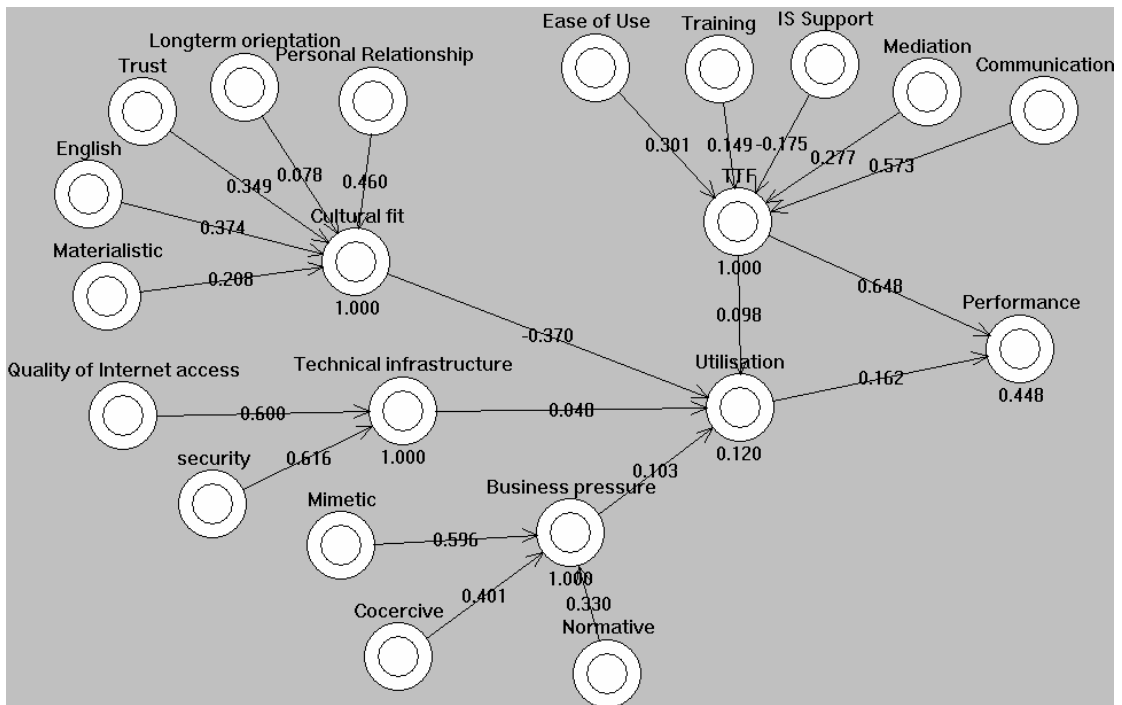 Ease of Use
Training
IS Support
Mediation
Communication
Longterm orientation
Personal Relationship
Trust
English
Materialistic
0.349
0.078
0.460
0.374
0.208
Cultural fit
1.000
0.301
0.149
-0.175
0.277
0.573
TTF
1.000
0.098
0.648
-0.370
Performance
0.448
Quality of Internet access
Technical infrastructure
Utilisation
0.600
0.048
0.162
security
0.616
1.000
0.120
0.103
Mimetic
Business pressure
0.596
1.000
Cocercive
0.401
0.330
Normative